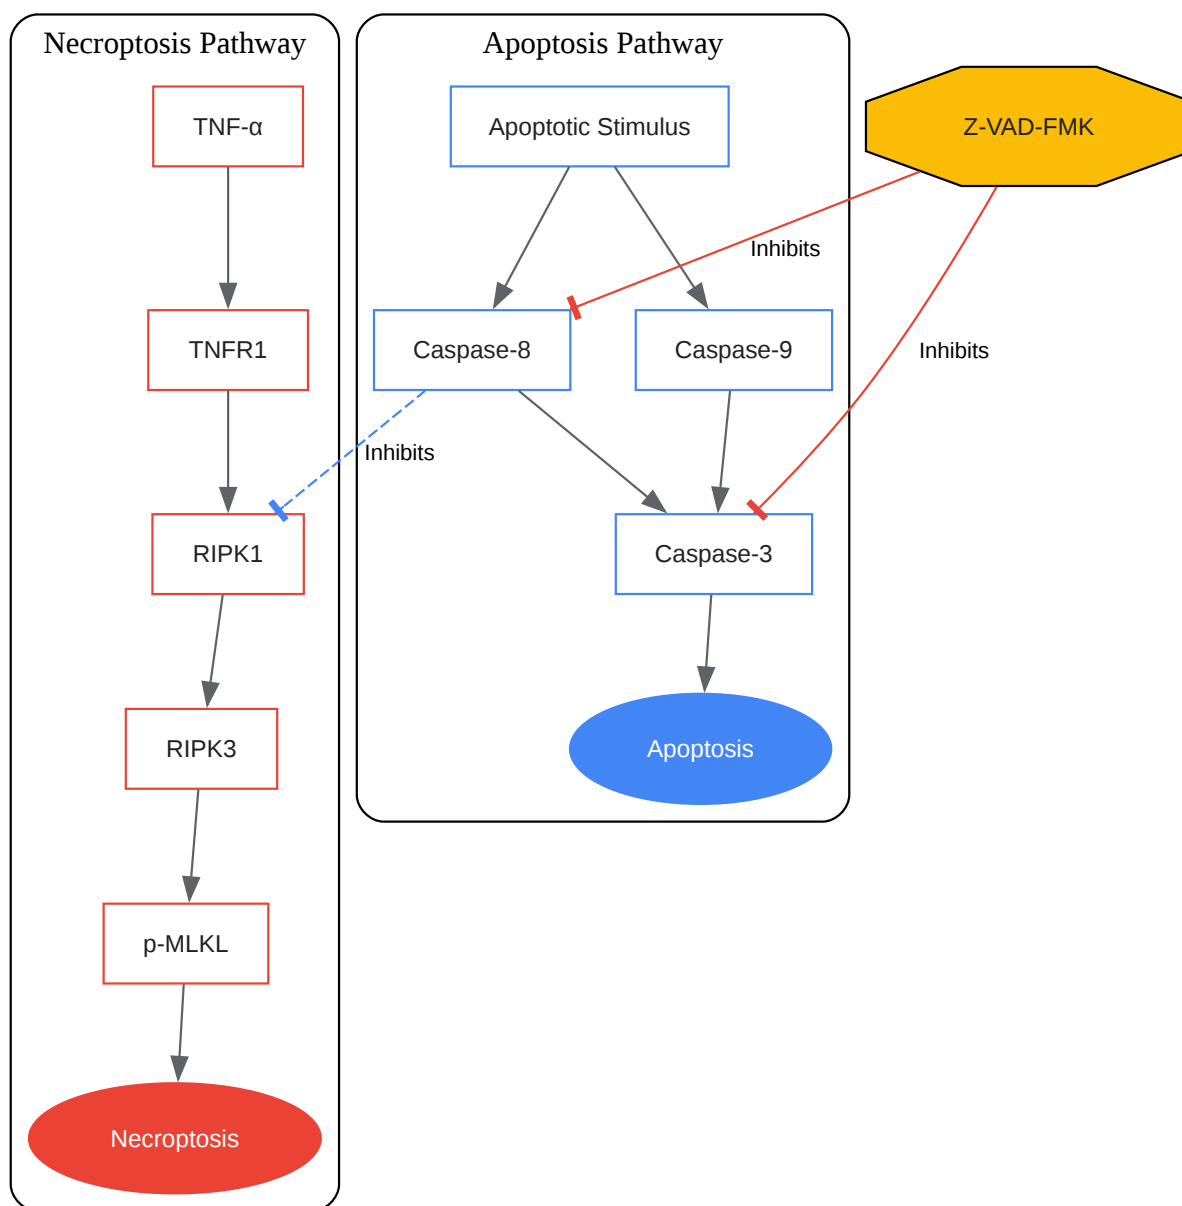 Necroptosis Pathway
Apoptosis Pathway
TNF-α
Apoptotic Stimulus
Z-VAD-FMK
Inhibits
TNFR1
Caspase-8
Caspase-9
Inhibits
Inhibits
RIPK1
Caspase-3
RIPK3
Apoptosis
p-MLKL
Necroptosis